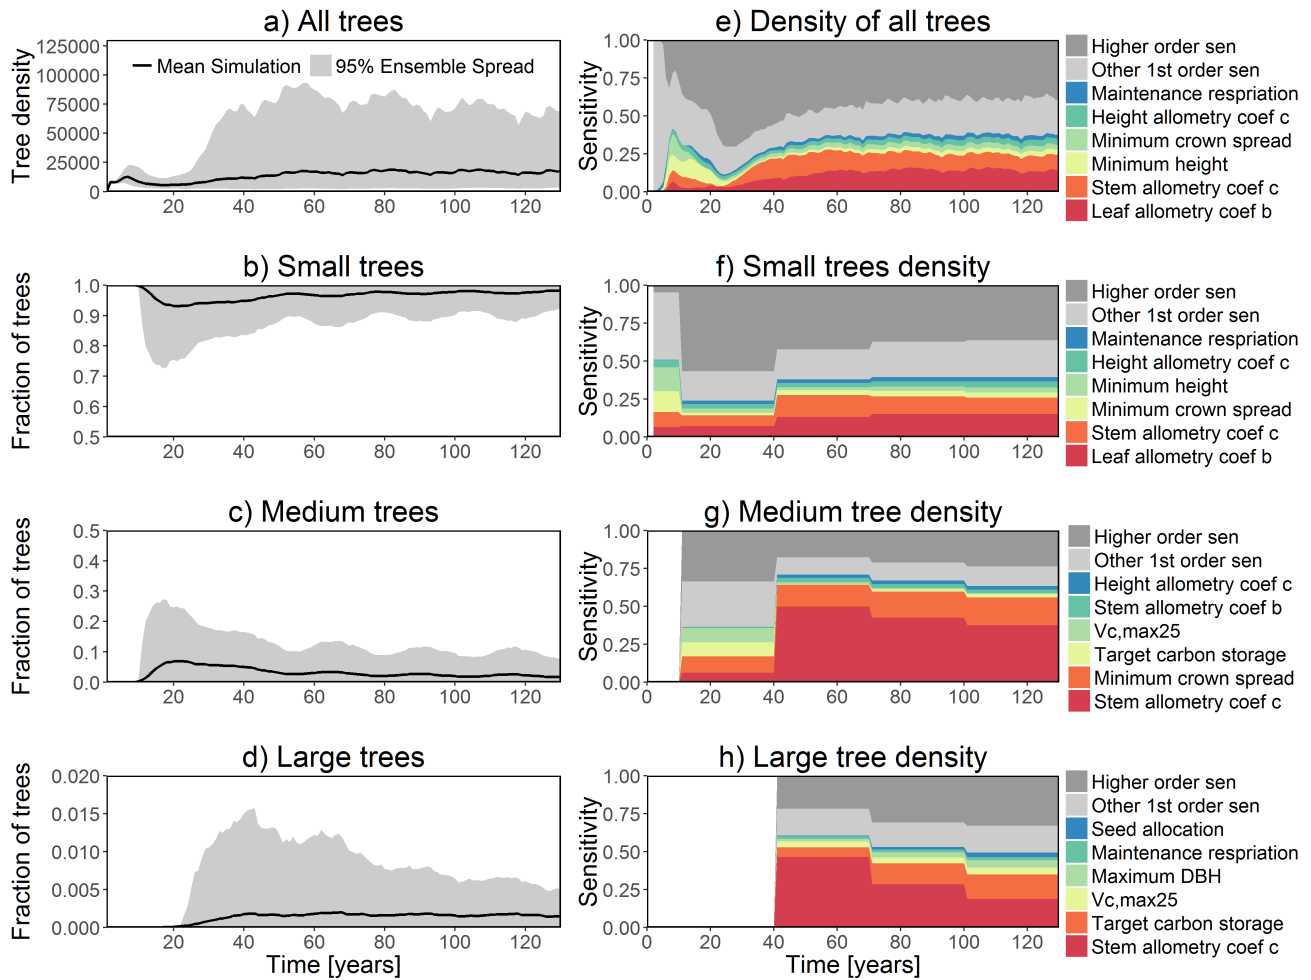 a) All trees
Tree density
125000
100000
75000
50000
25000
0
Mean Simulation
95% Ensemble Spread
20 40 60 80 100 120
e) Density of all trees
Sensitivity
1.00
0.75
0.50
0.25
0.00
0 20 40 60 80 100 120
Higher order sen
Other 1st order sen
Maintenance respriation
Height allometry coef c
Minimum crown spread
Minimum height
Stem allometry coef c
Leaf allometry coef b
b) Small trees
Fraction of trees
1.0
0.9
0.8
0.7
0.6
0.5
20 40 60 80 100 120
f) Small trees density
Sensitivity
1.00
0.75
0.50
0.25
0.00
0 20 40 60 80 100 120
Higher order sen
Other 1st order sen
Maintenance respriation
Height allometry coef c
Minimum height
Minimum crown spread
Stem allometry coef c
Leaf allometry coef b
c) Medium trees
Fraction of trees
0.5
0.4
0.3
0.2
0.1
0.0
20 40 60 80 100 120
g) Medium tree density
Sensitivity
1.00
0.75
0.50
0.25
0.00
0 20 40 60 80 100 120
Higher order sen
Other 1st order sen
Height allometry coef c
Stem allometry coef b
Vc,max25
Target carbon storage
Minimum crown spread
Stem allometry coef c
d) Large trees
Fraction of trees
0.020
0.015
0.010
0.005
0.000
20 40 60 80 100 120
Time [years]
h) Large tree density
Sensitivity
1.00
0.75
0.50
0.25
0.00
0 20 40 60 80 100 120
Time [years]
Higher order sen
Other 1st order sen
Seed allocation
Maintenance respriation
Maximum DBH
Vc,max25
Target carbon storage
Stem allometry coef c